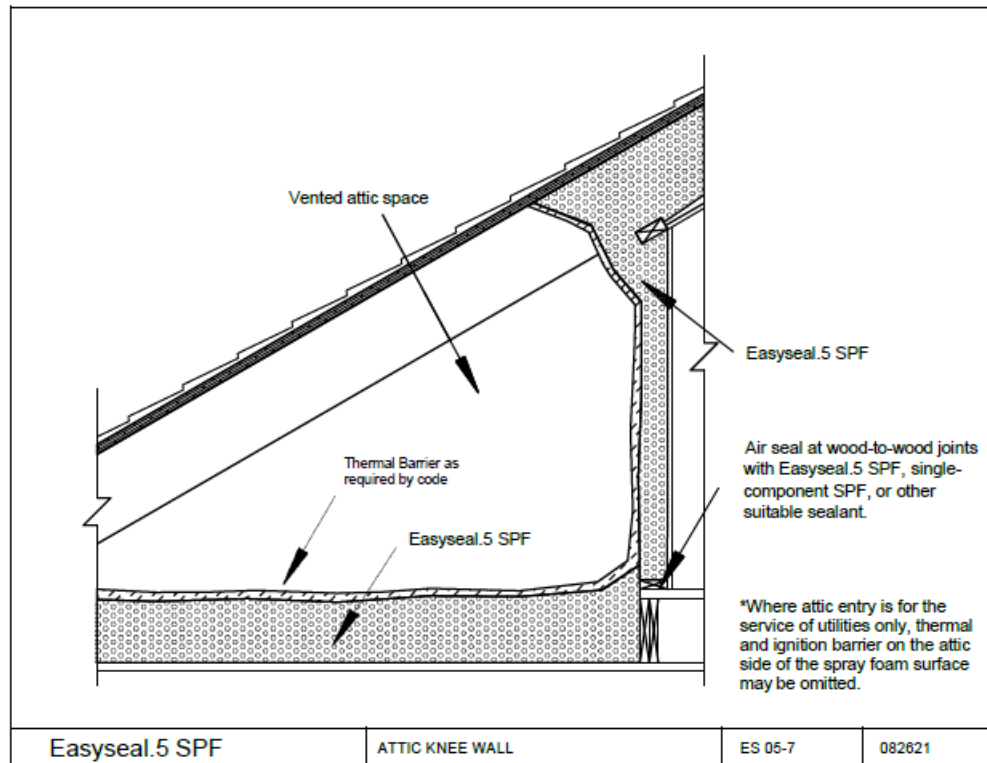 Vented attic space
Easyseal.5 SPF
Thermal Barrier as
required by code
Easyseal.5 SPF
Air seal at wood-to-wood joints
with Easyseal.5 SPF, single-
component SPF, or other
suitable sealant.
*Where attic entry is for the
service of utilities only, thermal
and ignition barrier on the attic
side of the spray foam surface
may be omitted.
Easyseal.5 SPF
ATTIC KNEE WALL
ES 05-7
082621